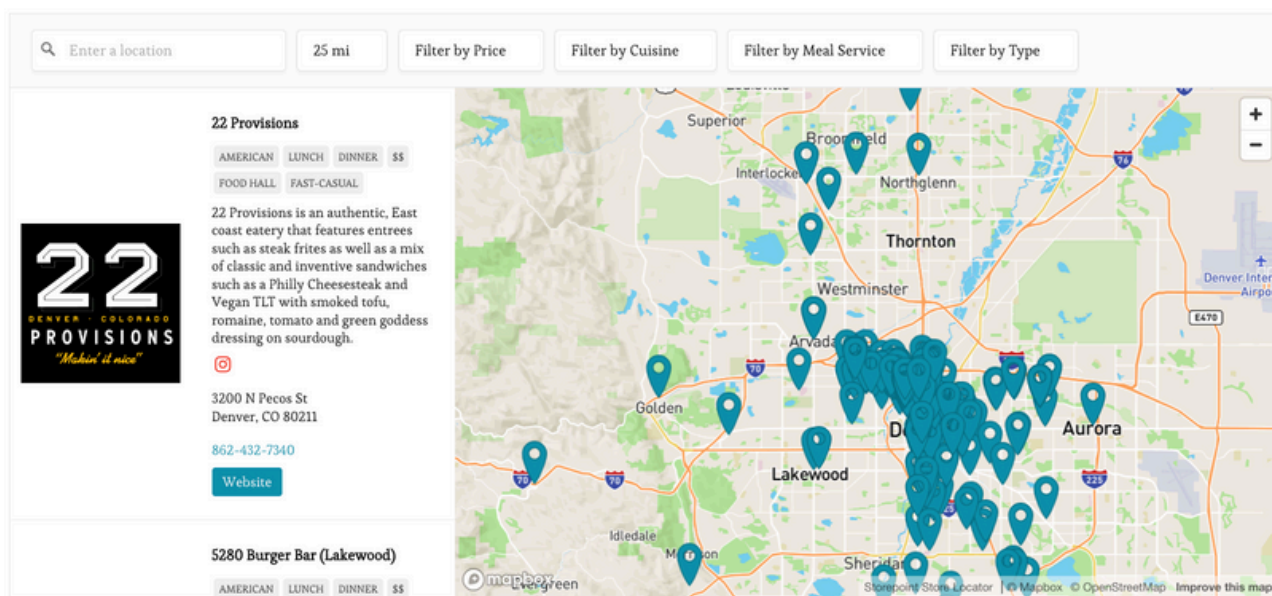 Enter a location
25 mi
Filter by Price
Filter by Cuisine
Filter by Meal Service
Filter by Type
22 Provisions
AMERICAN LUNCH DINNER $$
FOOD HALL FAST-CASUAL
22 Provisions is an authentic, East
coast eatery that features entrees
such as steak frites as well as a mix
of classic and inventive sandwiches
such as a Philly Cheesesteak and
Vegan TLT with smoked tofu,
romaine, tomato and green goddess
dressing on sourdough.
22
DENVER · COLORADO
PROVISIONS
"Makin' it nice"
3200 N Pecos St
Denver, CO 80211
862-432-7340
Website
5280 Burger Bar (Lakewood)
AMERICAN LUNCH DINNER $$
Superior
Interlocke
Northglenn
76
Thornton
Denver Inter
Airpo
Westminster
E470
Arvada
70
Golden
Aurora
Lakewood
70
70
225
Idledale
Sheridan
mapbox
Evergreen
Storepoint Store Locator | © Mapbox © OpenStreetMap Improve this map
+
−